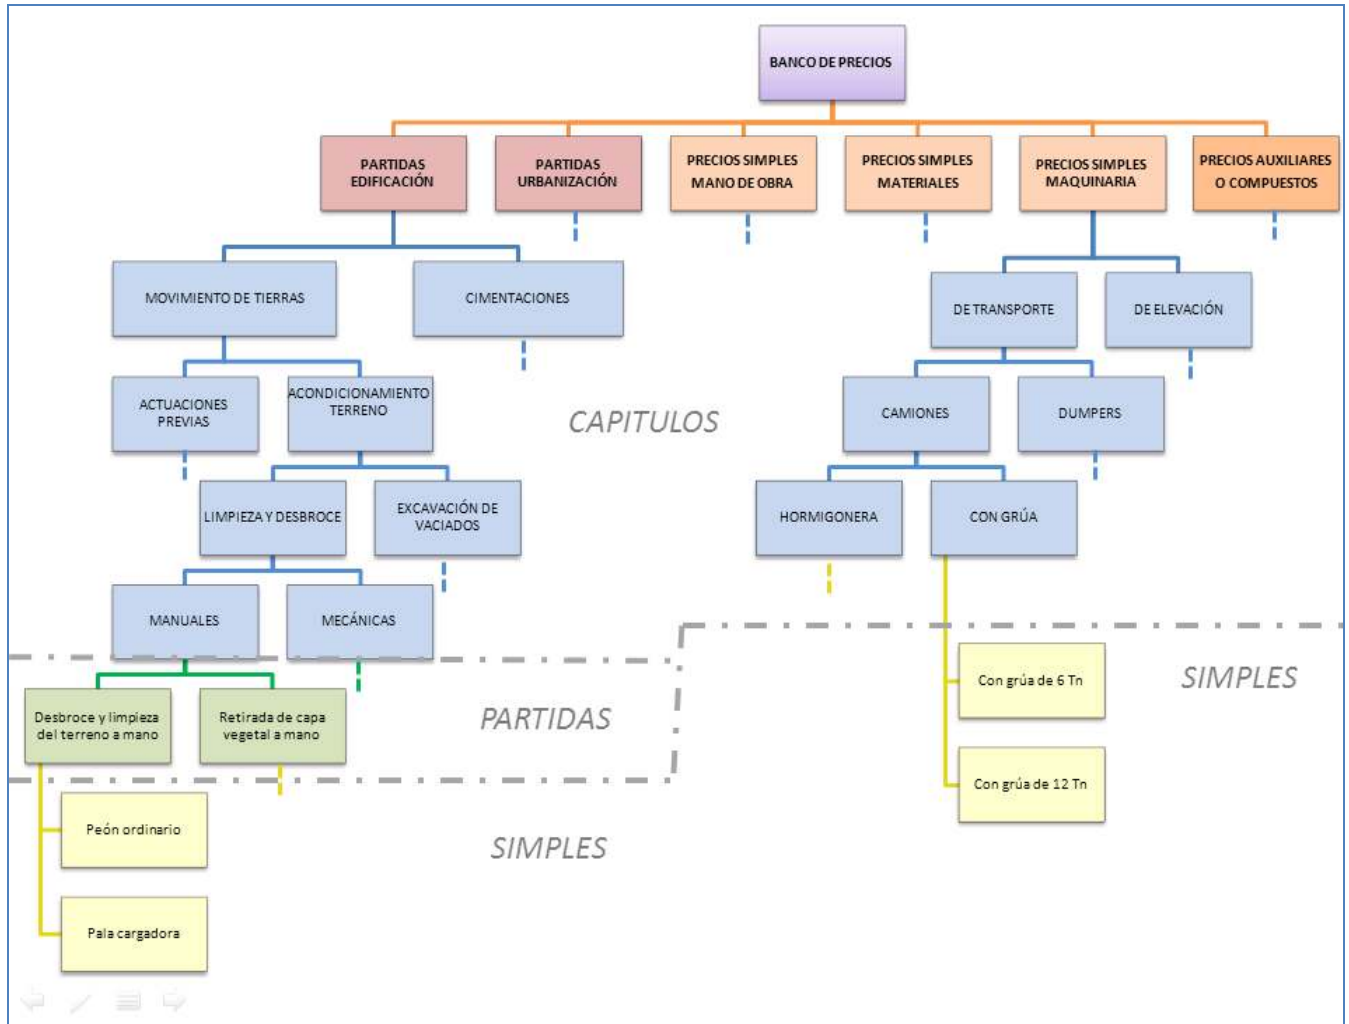 BANCO DE PRECIOS
PARTIDAS
EDIFICACIÓN
PARTIDAS
URBANIZACIÓN
PRECIOS SIMPLES
MANO DE OBRA
PRECIOS SIMPLES
MATERIALES
PRECIOS SIMPLES
MAQUINARIA
PRECIOS AUXILIARES
O COMPUESTOS
MOVIMIENTO DE TIERRAS
CIMENTACIONES
DE TRANSPORTE
DE ELEVACIÓN
ACTUACIONES
PREVIAS
ACONDICIONAMIENTO
TERRENO
CAPITULOS
CAMIONES
DUMPERS
LIMPIEZA Y DESBROCE
EXCAVACIÓN DE
VACIADOS
HORMIGONERA
CON GRÚA
MANUALES
MECÁNICAS
Desbroce y limpieza
del terreno a mano
Retirada de capa
vegetal a mano
PARTIDAS
Con grúa de 6 Tn
SIMPLES
Con grúa de 12 Tn
Peón ordinario
SIMPLES
Pala cargadora